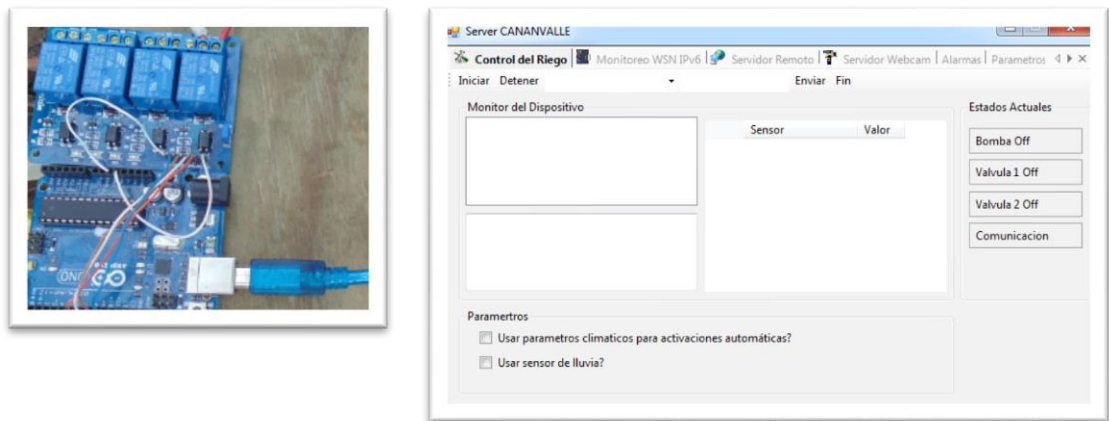 UNO
Server CANANVALLE
Control del Riego Monitoreo WSN IPv6 Servidor Remoto Servidor Webcam Alarmas Parametros
Iniciar Detener Enviar Fin
Monitor del Dispositivo
Sensor Valor
Estados Actuales
Bomba Off
Valvula 1 Off
Valvula 2 Off
Comunicacion
Paramertros
Usar parametros climaticos para activaciones automáticas?
Usar sensor de lluvia?